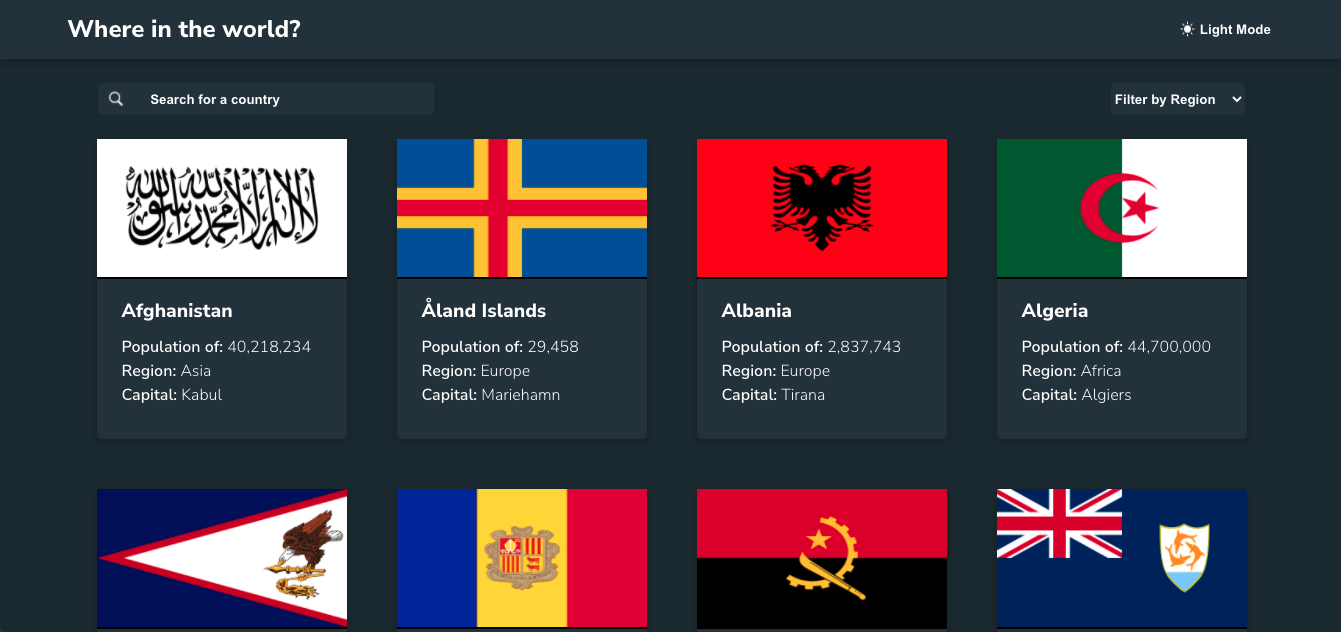 Where in the world?
Light Mode
Search for a country
Filter by Region
لا إله إلا الله محمد رسول الله
Afghanistan
Population of: 40,218,234
Region: Asia
Capital: Kabul
Åland Islands
Population of: 29,458
Region: Europe
Capital: Mariehamn
Albania
Population of: 2,837,743
Region: Europe
Capital: Tirana
Algeria
Population of: 44,700,000
Region: Africa
Capital: Algiers